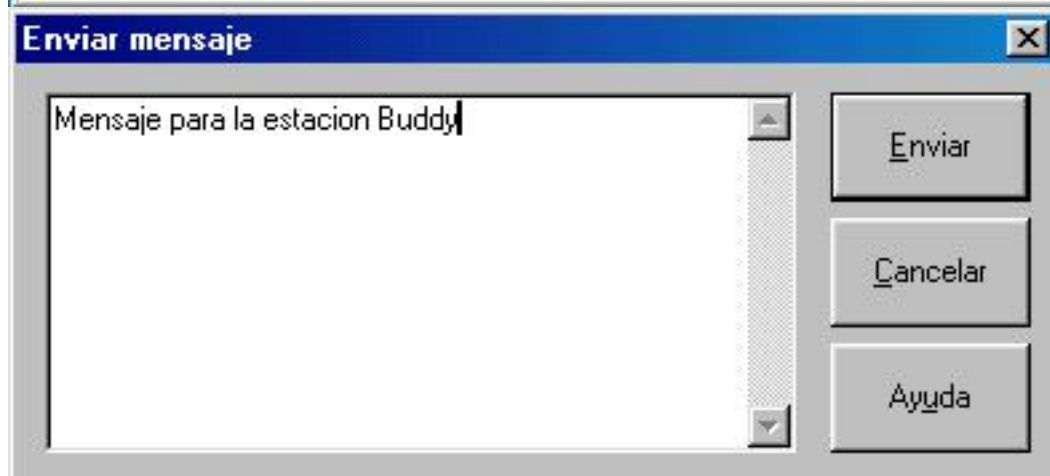 Enviar mensaje
Mensaje para la estacion Buddy
Enviar
Cancelar
Ayuda